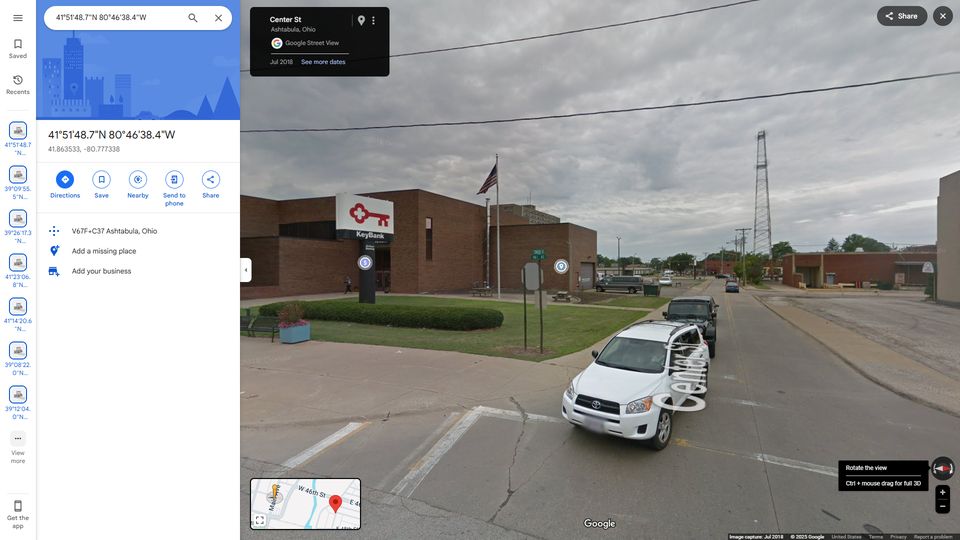 41°51'48.7"N 80°46'38.4"W
Saved
Recents
41°51'48.7
"N...
39°09'55.
5"N...
39°26'17.3
"N...
41°23'06.
8"N...
41°14'20.6
"N...
39°08'22.
0"N...
39°12'04.
0"N...
View
more
Get the
app
41°51'48.7"N 80°46'38.4"W
41.863533, -80.777338
Directions
Save
Nearby
Send to
phone
Share
V67F+C37 Ashtabula, Ohio
Add a missing place
Add your business
Center St
Ashtabula, Ohio
Google Street View
Jul 2018 See more dates
Share
KeyBank
Center
W 46th St
Main Ave
Rotate the view
Ctrl + mouse drag for full 3D
Google
Image capture: Jul 2018 © 2025 Google United States Terms Privacy Report a problem